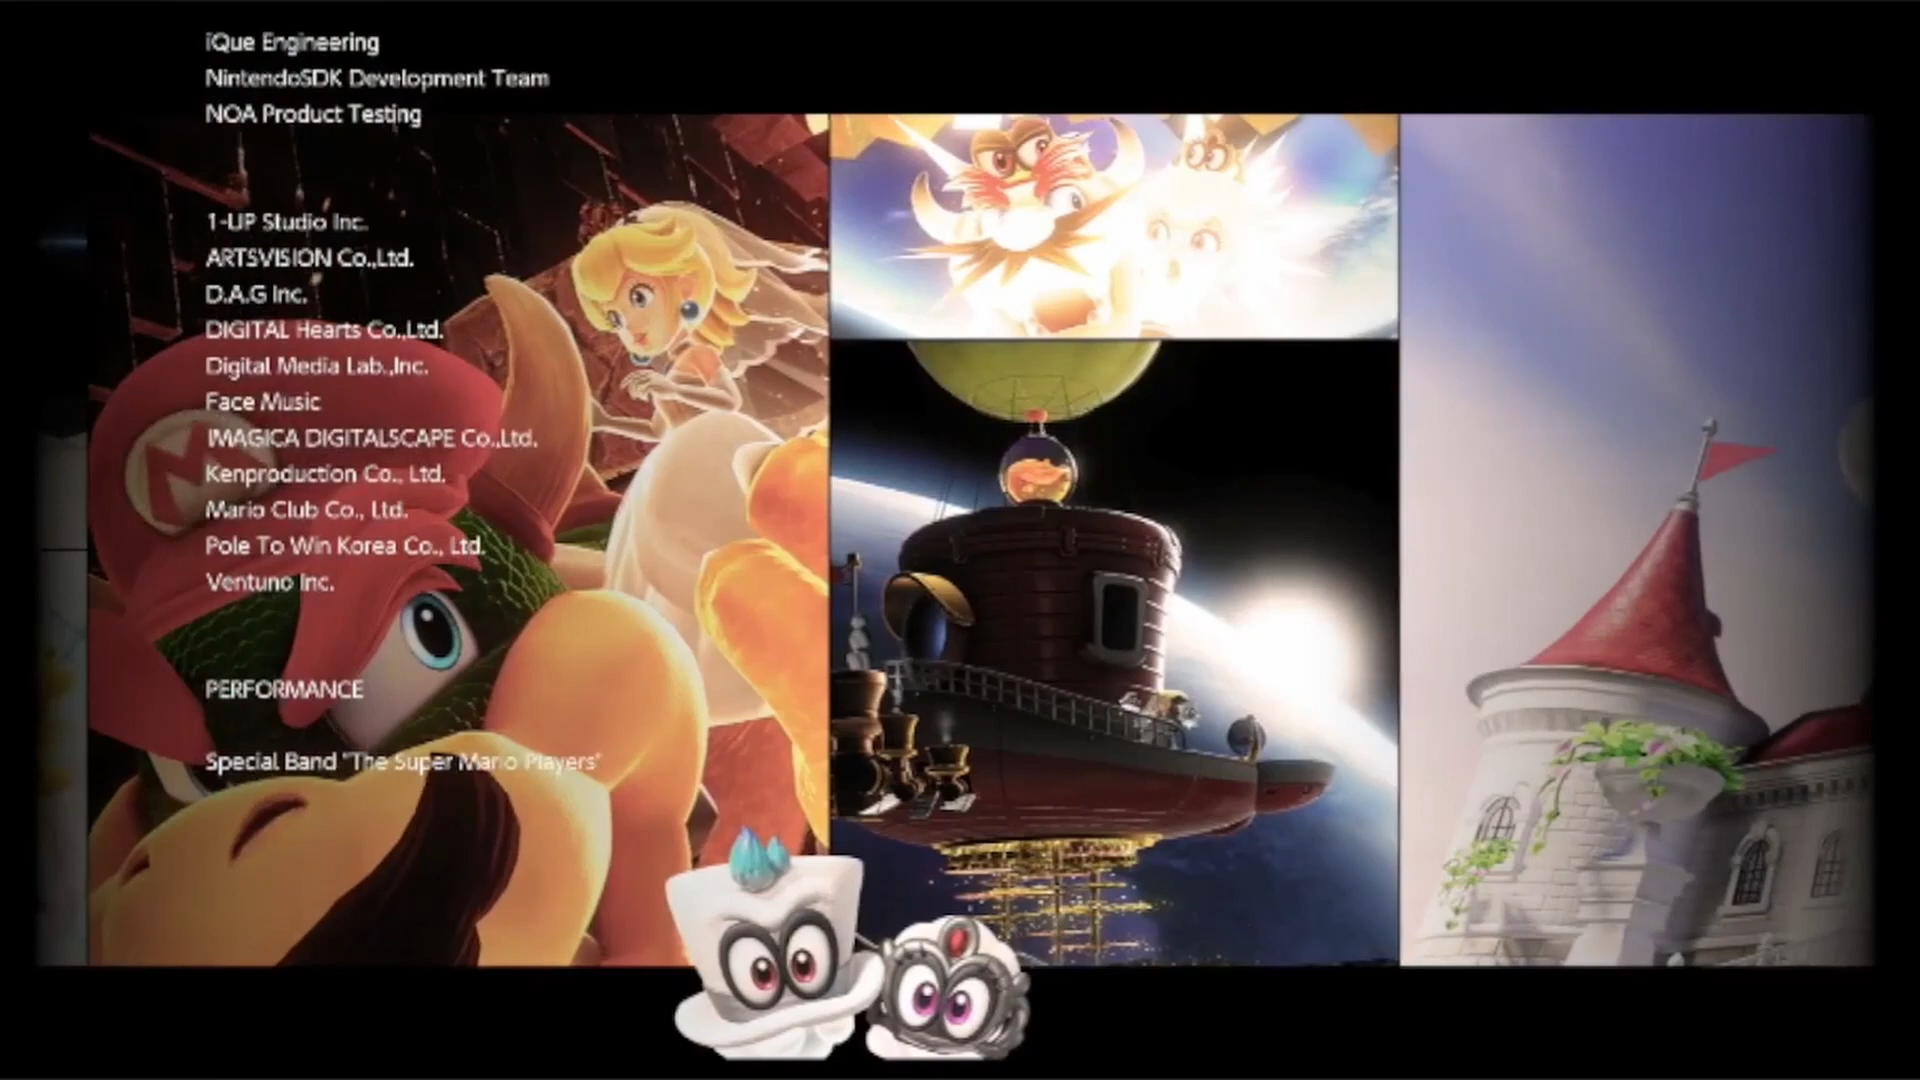 iQue Engineering
NintendoSDK Development Team
NOA Product Testing
1-UP Studio Inc.
ARTSVISION Co.,Ltd.
D.A.G Inc.
DIGITAL Hearts Co.,Ltd.
Digital Media Lab.,Inc.
Face Music
IMAGICA DIGITALSCAPE Co.,Ltd.
Kenproduction Co., Ltd.
Mario Club Co., Ltd.
Pole To Win Korea Co., Ltd.
Ventuno Inc.
PERFORMANCE
Special Band "The Super Mario Players"
M